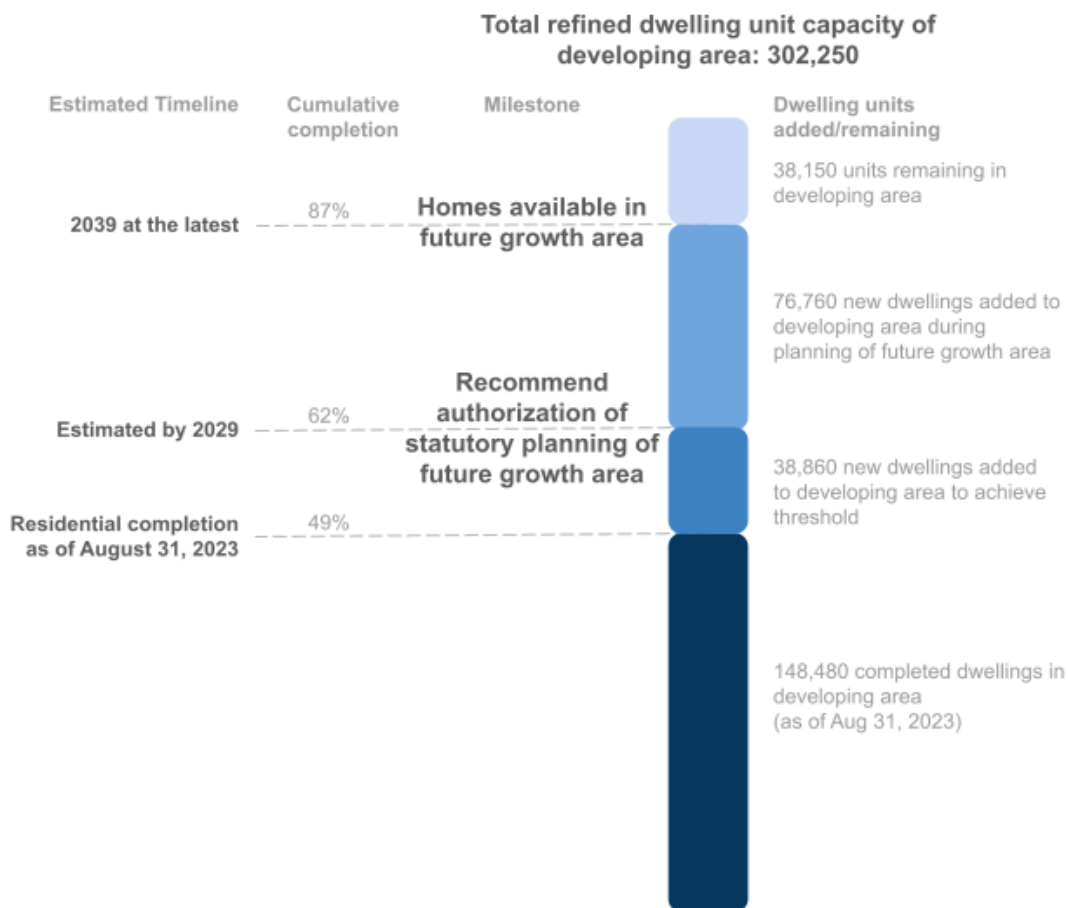 Total refined dwelling unit capacity of
developing area: 302,250
Estimated Timeline
Cumulative
completion
Milestone
Dwelling units
added/remaining
38,150 units remaining in
developing area
2039 at the latest
87%
Homes available in
future growth area
76,760 new dwellings added to
developing area during
planning of future growth area
Estimated by 2029
62%
Recommend
authorization of
statutory planning of
future growth area
38,860 new dwellings added
to developing area to achieve
threshold
Residential completion
as of August 31, 2023
49%
148,480 completed dwellings in
developing area
(as of Aug 31, 2023)